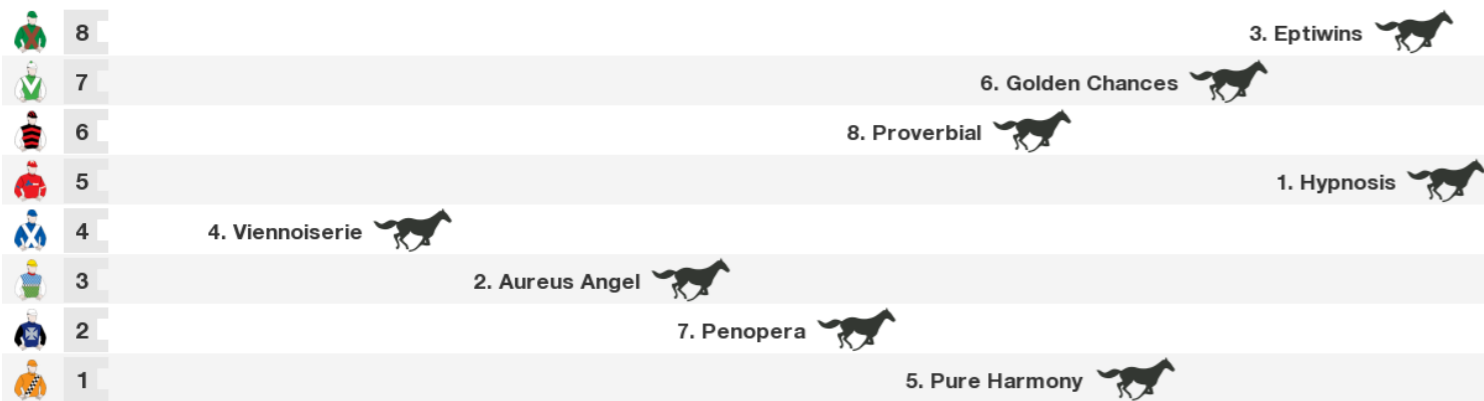 8 3. Eptiwins
7 6. Golden Chances
6 8. Proverbial
5 1. Hypnosis
4 4. Viennoiserie
3 2. Aureus Angel
2 7. Penopera
1 5. Pure Harmony